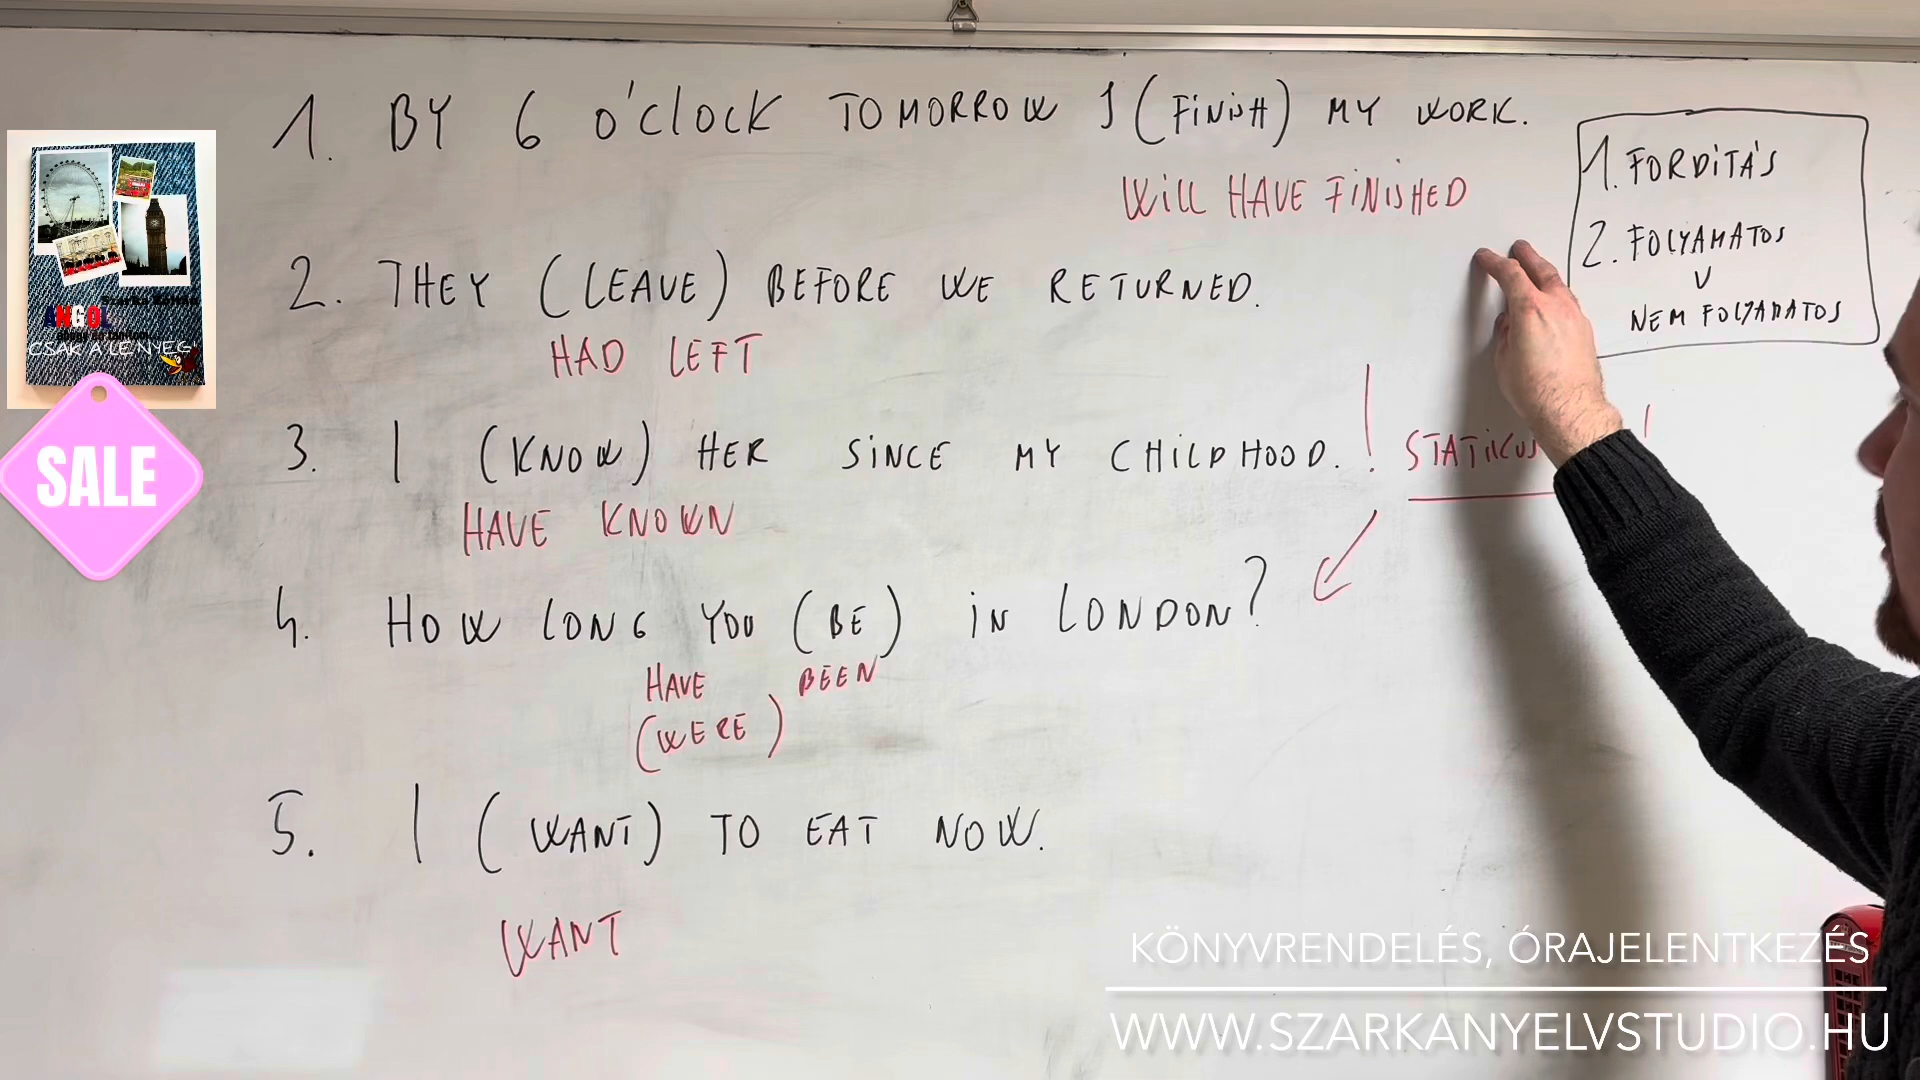 1. BY 6 O'CLOCK TOMORROW I (FINISH) MY WORK.
WILL HAVE FINISHED
2. THEY (LEAVE) BEFORE WE RETURNED.
HAD LEFT
3. I (KNOW) HER SINCE MY CHILDHOOD. ! STATIKUS !
HAVE KNOWN
4. HOW LONG YOU (BE) IN LONDON?
HAVE BEEN
(WERE)
5. I (WANT) TO EAT NOW.
WANT
1. FORDÍTÁS
2. FOLYAMATOS
V
NEM FOLYAMATOS
ANGOL
CSAK A LÉNYEG
SALE
KÖNYVRENDELÉS, ÓRAJELENTKEZÉS
WWW.SZARKANYELVSTUDIO.HU